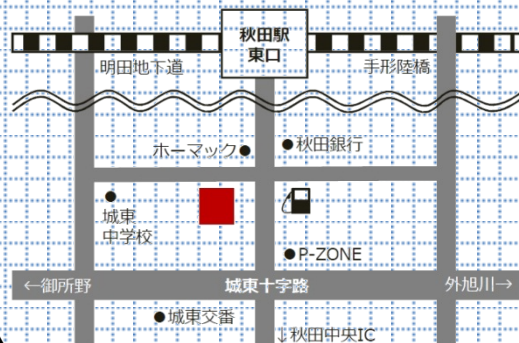 秋田駅
東口
明田地下道
手形陸橋
ホーマック
秋田銀行
城東
中学校
P-ZONE
←御所野
城東十字路
外旭川→
城東交番
↓秋田中央IC